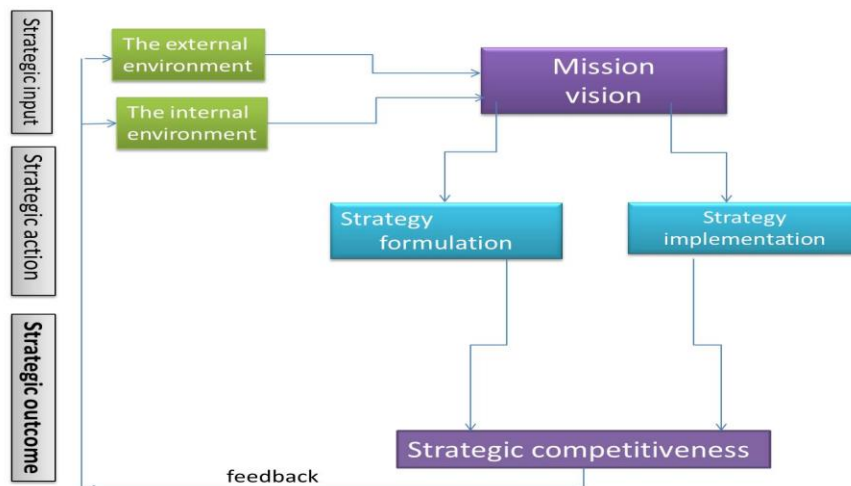 Strategic input
The external
environment
Mission
vision
The internal
environment
Strategic action
Strategy
formulation
Strategy
implementation
Strategic outcome
Strategic competitiveness
feedback